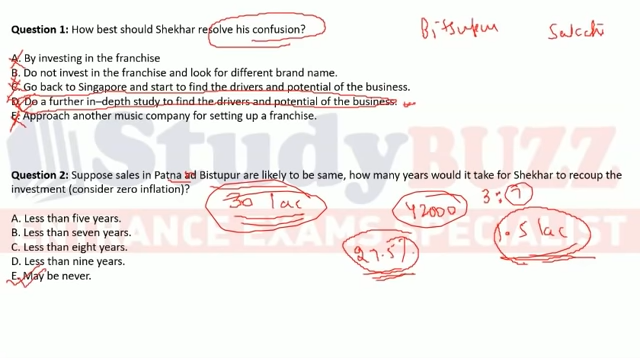 Question 1: How best should Shekhar resolve his confusion?
Bitsupur
Sakchi
A. By investing in the franchise
B. Do not invest in the franchise and look for different brand name.
C. Go back to Singapore and start to find the drivers and potential of the business.
D. Do a further in–depth study to find the drivers and potential of the business.
E. Approach another music company for setting up a franchise.
StudyBUZZ
FINANCE EXAMS SPECIALIST
Question 2: Suppose sales in Patna ad Bistupur are likely to be same, how many years would it take for Shekhar to recoup the
investment (consider zero inflation)?
30 lac
42000
3:7
1.5 lac
27.5%
A. Less than five years.
B. Less than seven years.
C. Less than eight years.
D. Less than nine years.
E. May be never.